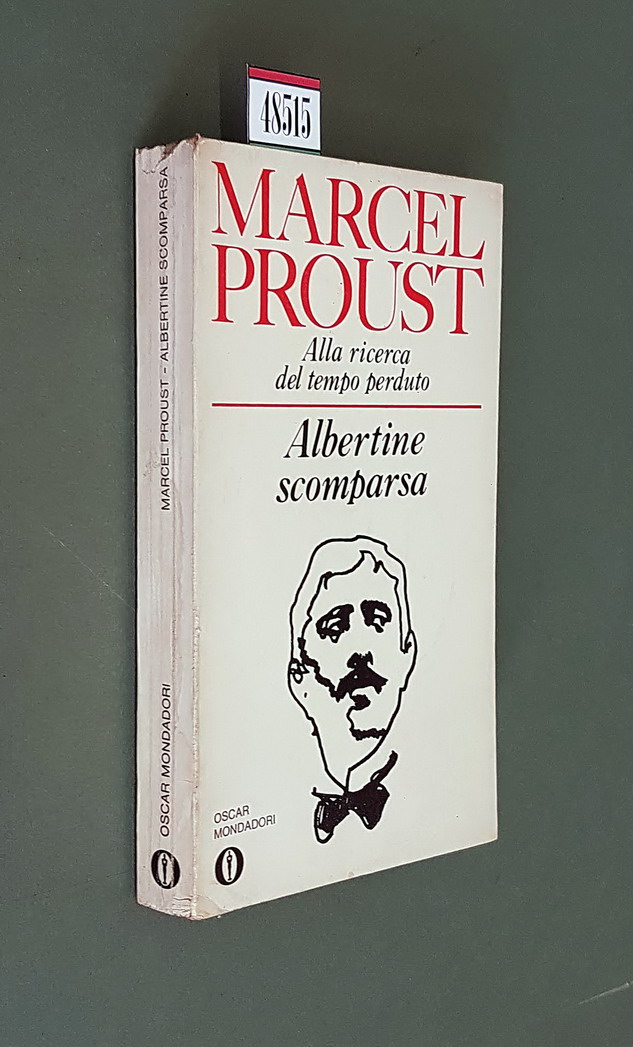 48515
MARCEL
PROUST
Alla ricerca
del tempo perduto
Albertine
scomparsa
OSCAR
MONDADORI
MARCEL PROUST - ALBERTINE SCOMPARSA
OSCAR MONDADORI